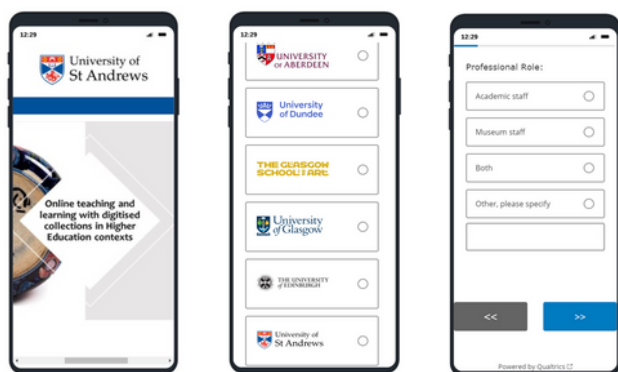 12:29
University of
St Andrews
Online teaching and
learning with digitised
collections in Higher
Education contexts
12:29
UNIVERSITY
OF ABERDEEN
University
of Dundee
THE GLASGOW
SCHOOL OF ART
University
of Glasgow
THE UNIVERSITY
of EDINBURGH
University of
St Andrews
12:29
Professional Role:
Academic staff
Museum staff
Both
Other, please specify
<<
>>
Powered by Qualtrics